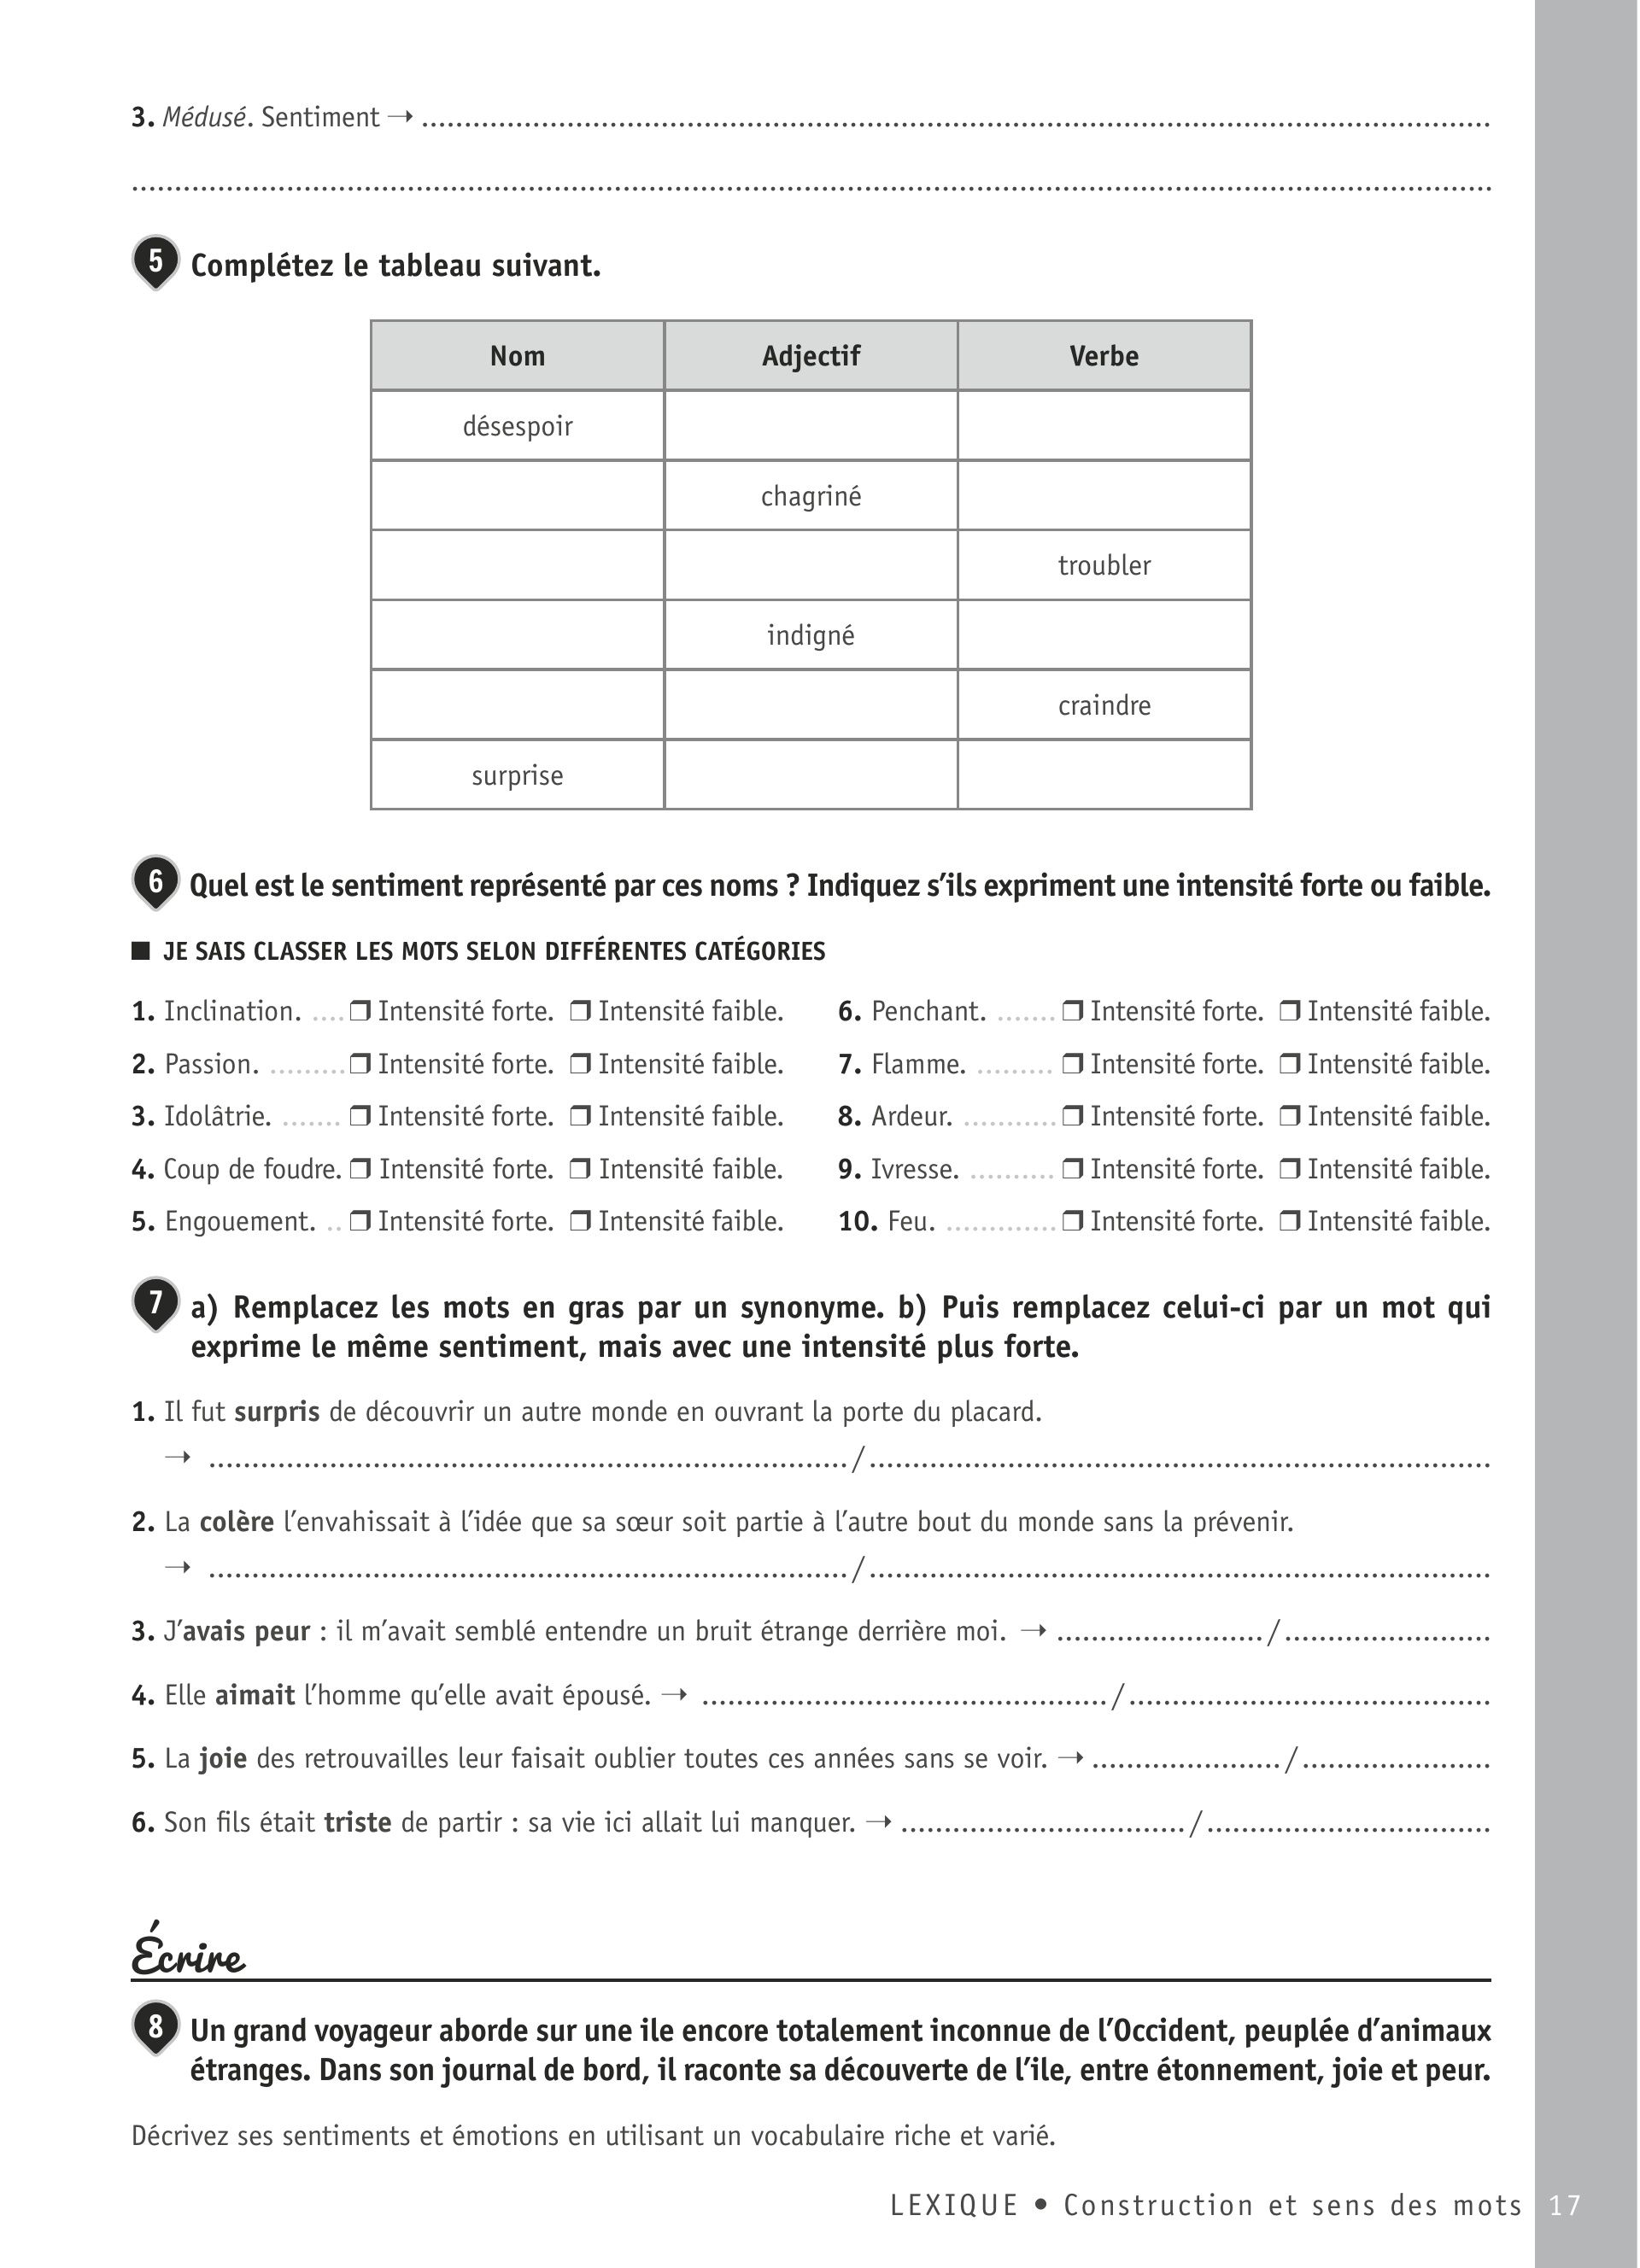 3. Médusé. Sentiment → ........................................
........................................
5 Complétez le tableau suivant.
Nom Adjectif Verbe
désespoir
chagriné
troubler
indigné
craindre
surprise
6 Quel est le sentiment représenté par ces noms ? Indiquez s’ils expriment une intensité forte ou faible.
■ JE SAIS CLASSER LES MOTS SELON DIFFÉRENTES CATÉGORIES
1. Inclination. .... ❒ Intensité forte. ❒ Intensité faible.
2. Passion. ......... ❒ Intensité forte. ❒ Intensité faible.
3. Idolâtrie. ....... ❒ Intensité forte. ❒ Intensité faible.
4. Coup de foudre. ❒ Intensité forte. ❒ Intensité faible.
5. Engouement. .. ❒ Intensité forte. ❒ Intensité faible.
6. Penchant. ....... ❒ Intensité forte. ❒ Intensité faible.
7. Flamme. ......... ❒ Intensité forte. ❒ Intensité faible.
8. Ardeur. ........... ❒ Intensité forte. ❒ Intensité faible.
9. Ivresse. .......... ❒ Intensité forte. ❒ Intensité faible.
10. Feu. ............. ❒ Intensité forte. ❒ Intensité faible.
7 a) Remplacez les mots en gras par un synonyme. b) Puis remplacez celui-ci par un mot qui
exprime le même sentiment, mais avec une intensité plus forte.
1. Il fut surpris de découvrir un autre monde en ouvrant la porte du placard.
→ ........................................ / ........................................
2. La colère l’envahissait à l’idée que sa sœur soit partie à l’autre bout du monde sans la prévenir.
→ ........................................ / ........................................
3. J’avais peur : il m’avait semblé entendre un bruit étrange derrière moi. → ........................ / ........................
4. Elle aimait l’homme qu’elle avait épousé. → ........................................ / ........................................
5. La joie des retrouvailles leur faisait oublier toutes ces années sans se voir. → ...................... / ......................
6. Son fils était triste de partir : sa vie ici allait lui manquer. → ................................. / .................................
Écrire
8 Un grand voyageur aborde sur une ile encore totalement inconnue de l’Occident, peuplée d’animaux
étranges. Dans son journal de bord, il raconte sa découverte de l’ile, entre étonnement, joie et peur.
Décrivez ses sentiments et émotions en utilisant un vocabulaire riche et varié.
LEXIQUE • Construction et sens des mots 17